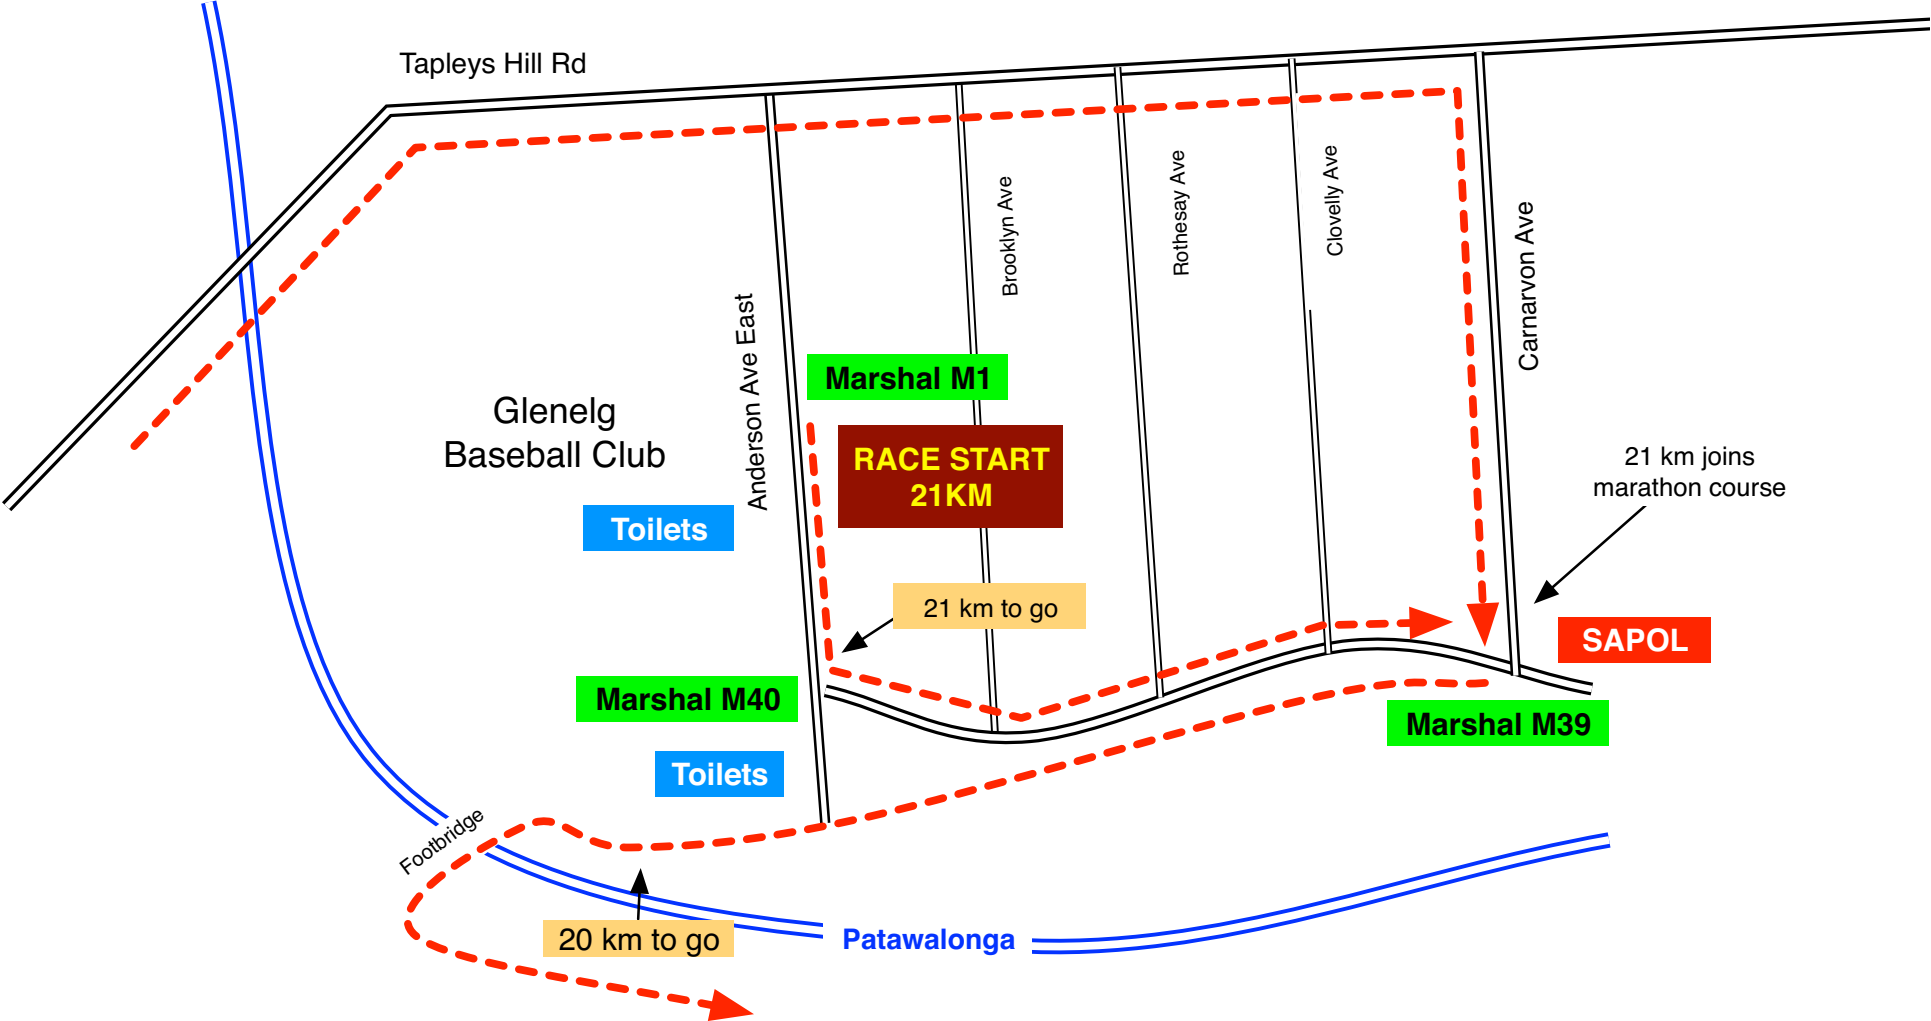 Tapleys Hill Rd
Brooklyn Ave
Rothesay Ave
Clovelly Ave
Carnarvon Ave
Anderson Ave East
Marshal M1
Glenelg
Baseball Club
RACE START
21KM
21 km joins
marathon course
Toilets
21 km to go
SAPOL
Marshal M40
Marshal M39
Toilets
Footbridge
20 km to go
Patawalonga